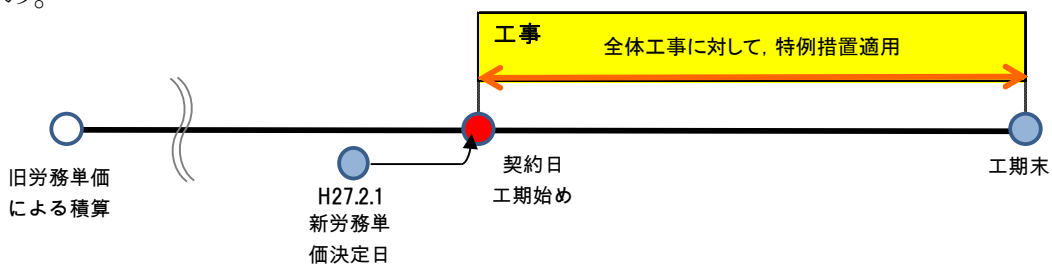 の。
工事
全体工事に対して，特例措置適用
旧労務単価
による積算
H27.2.1
新労務単
価決定日
契約日
工期始め
工期末